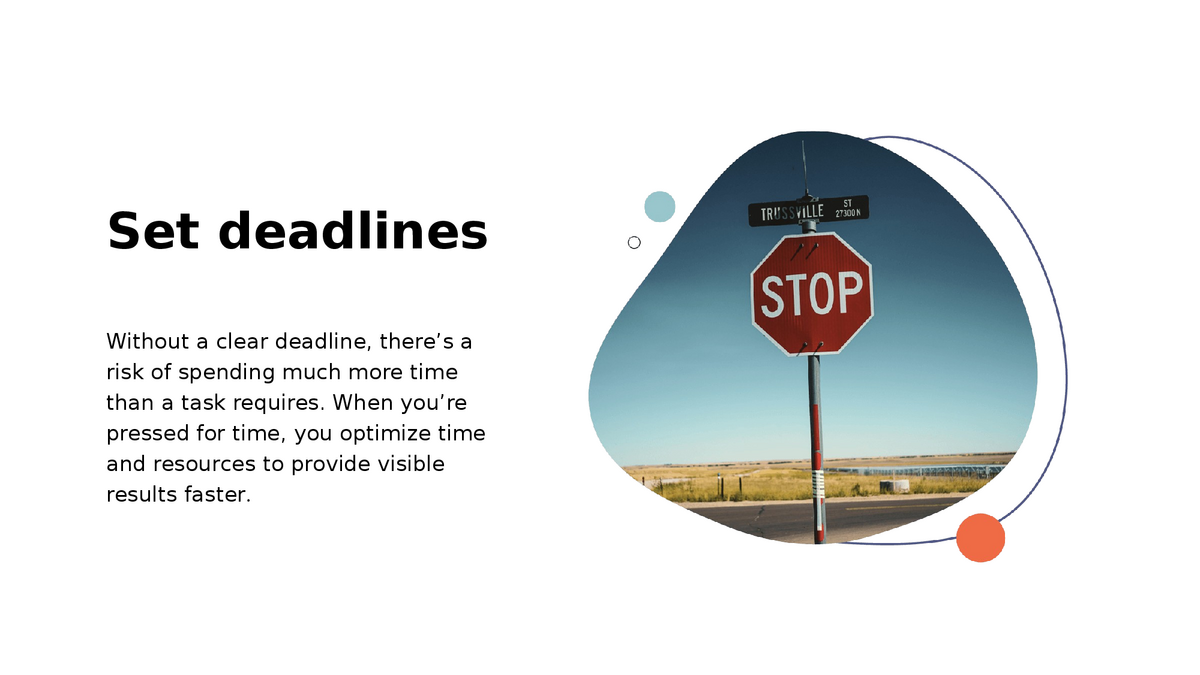 Set deadlines
Without a clear deadline, there’s a
risk of spending much more time
than a task requires. When you’re
pressed for time, you optimize time
and resources to provide visible
results faster.
TRUSSVILLE ST
27300 N
STOP